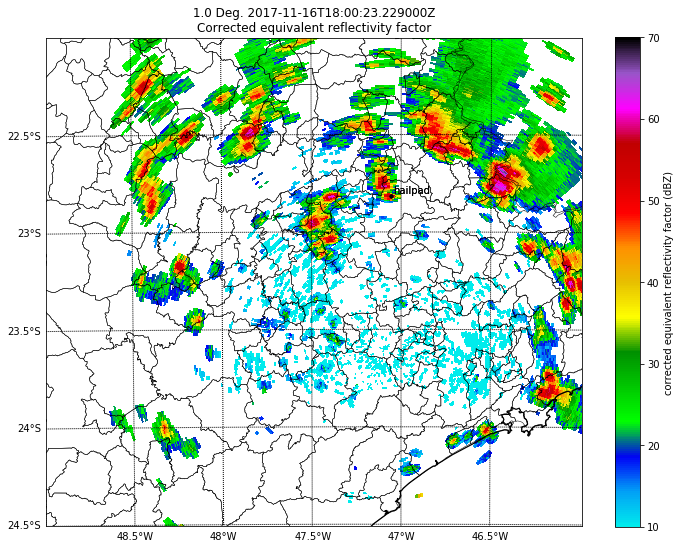 1.0 Deg. 2017-11-16T18:00:23.229000Z
Corrected equivalent reflectivity factor
22.5°S
23°S
23.5°S
24°S
24.5°S
48.5°W
48°W
47.5°W
47°W
46.5°W
hailpad
70
60
50
40
30
20
10
corrected equivalent reflectivity factor (dBZ)